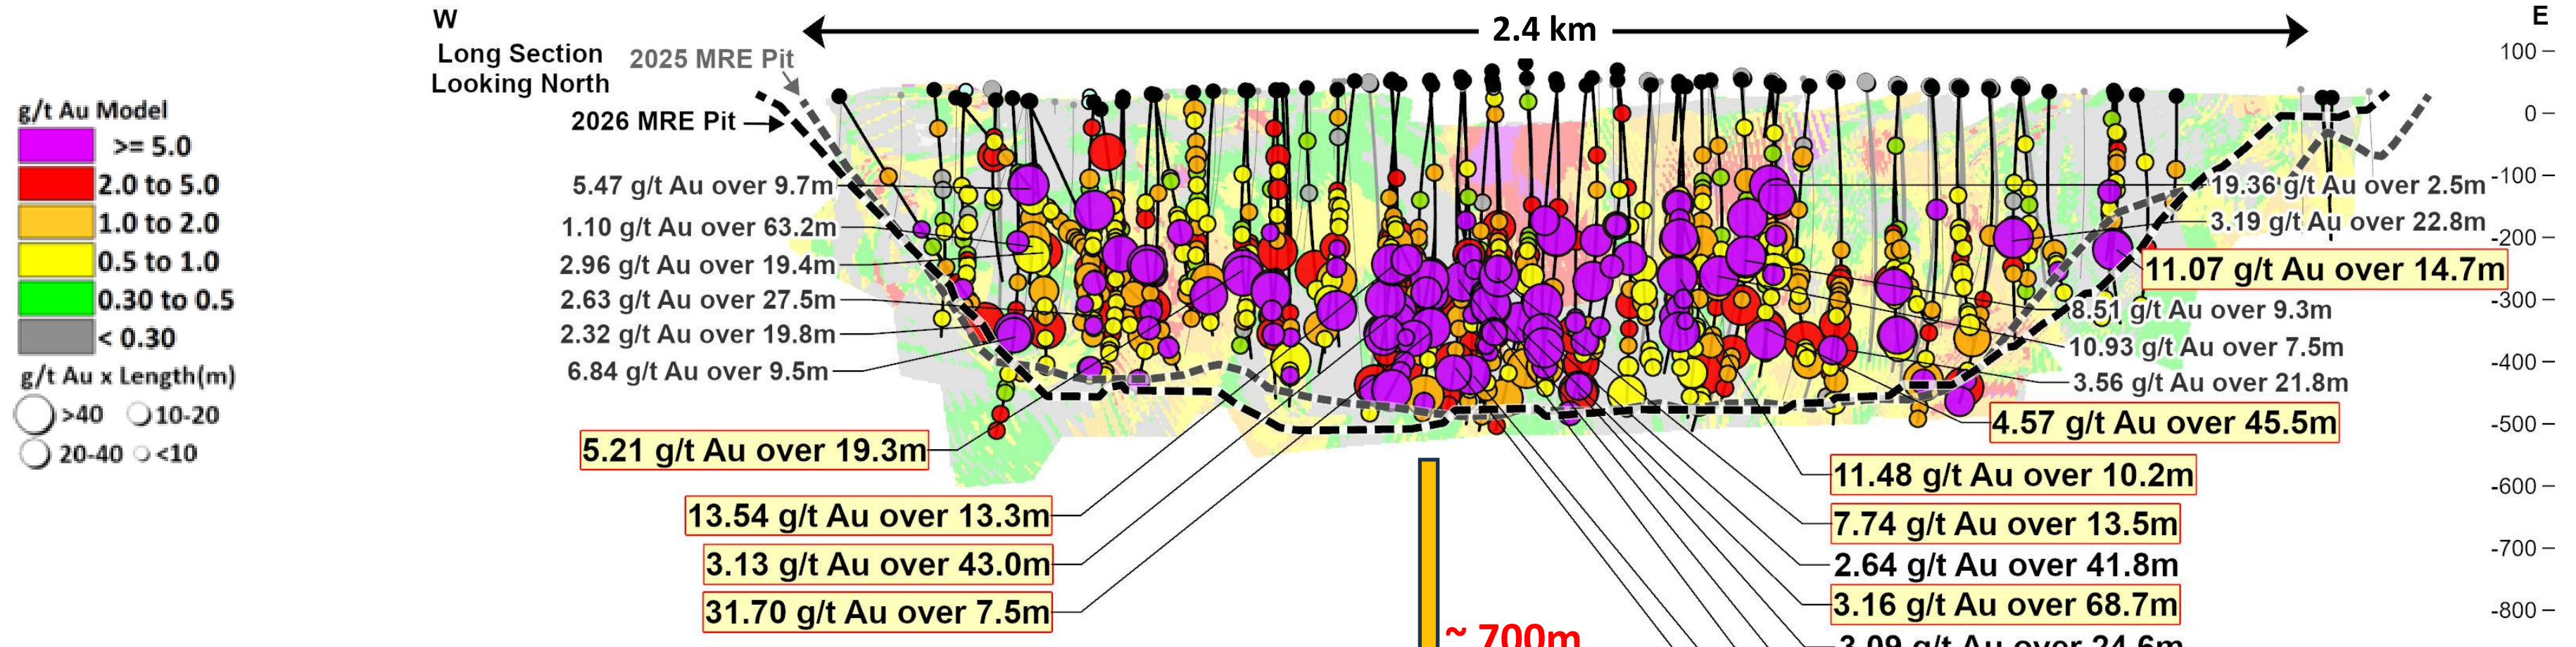 W
Long Section
Looking North
2025 MRE Pit
2026 MRE Pit
2.4 km
E
g/t Au Model
>= 5.0
2.0 to 5.0
1.0 to 2.0
0.5 to 1.0
0.30 to 0.5
< 0.30
g/t Au x Length(m)
>40 10-20
20-40 <10
5.47 g/t Au over 9.7m
1.10 g/t Au over 63.2m
2.96 g/t Au over 19.4m
2.63 g/t Au over 27.5m
2.32 g/t Au over 19.8m
6.84 g/t Au over 9.5m
5.21 g/t Au over 19.3m
13.54 g/t Au over 13.3m
3.13 g/t Au over 43.0m
31.70 g/t Au over 7.5m
~ 700m
19.36 g/t Au over 2.5m
3.19 g/t Au over 22.8m
11.07 g/t Au over 14.7m
8.51 g/t Au over 9.3m
10.93 g/t Au over 7.5m
3.56 g/t Au over 21.8m
4.57 g/t Au over 45.5m
11.48 g/t Au over 10.2m
7.74 g/t Au over 13.5m
2.64 g/t Au over 41.8m
3.16 g/t Au over 68.7m
3.09 g/t Au over 24.6m
100
0
-100
-200
-300
-400
-500
-600
-700
-800